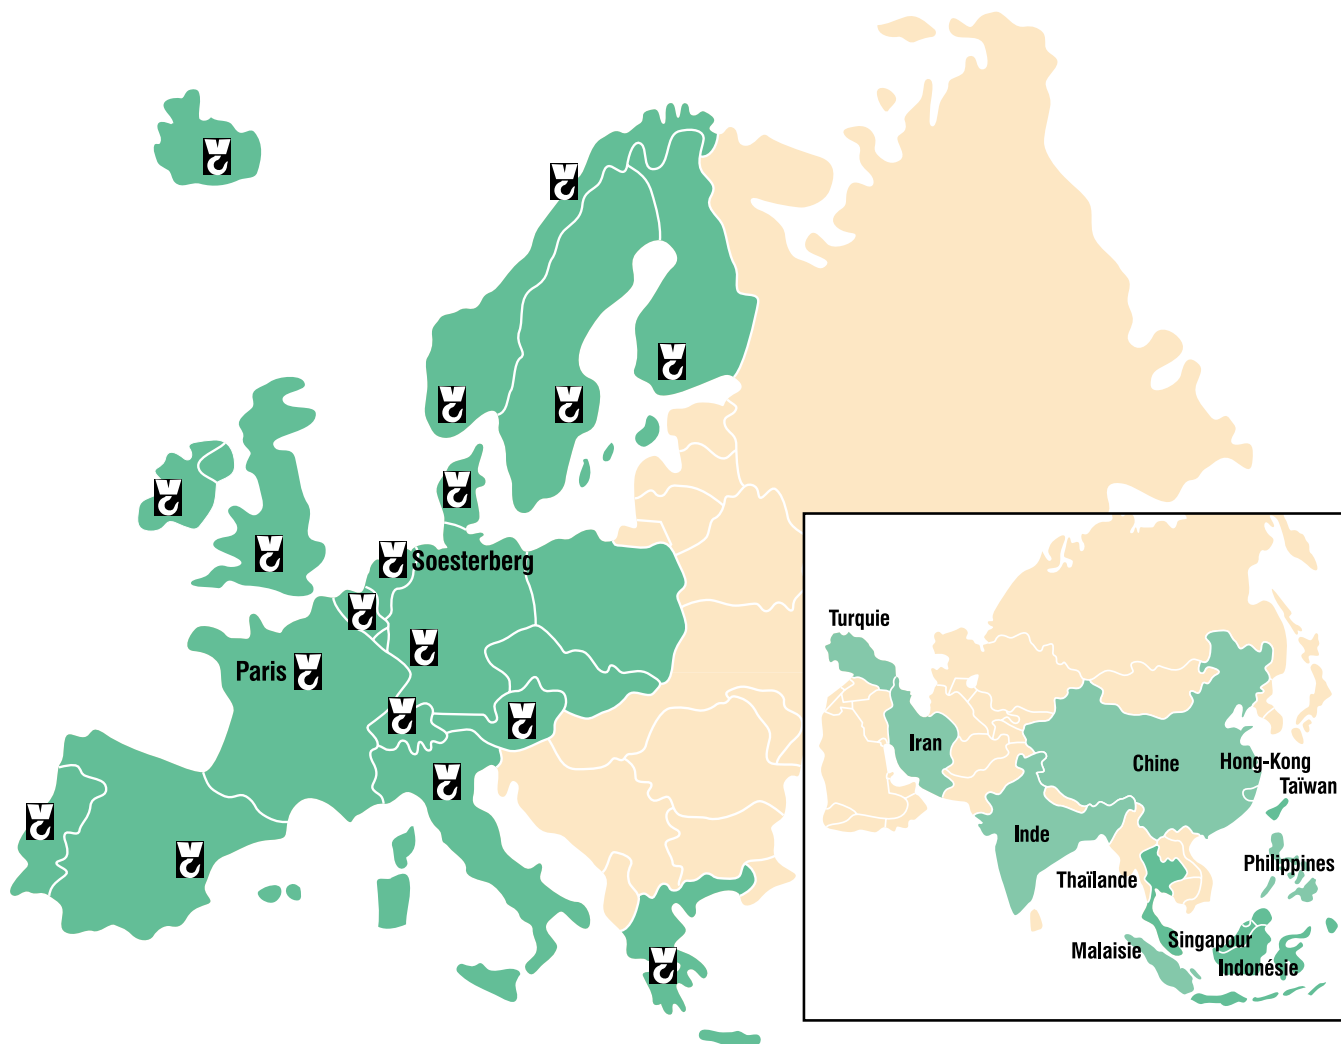 Soesterberg
Paris
Turquie
Iran
Chine
Hong-Kong
Taïwan
Inde
Thaïlande
Philippines
Malaisie
Singapour
Indonésie